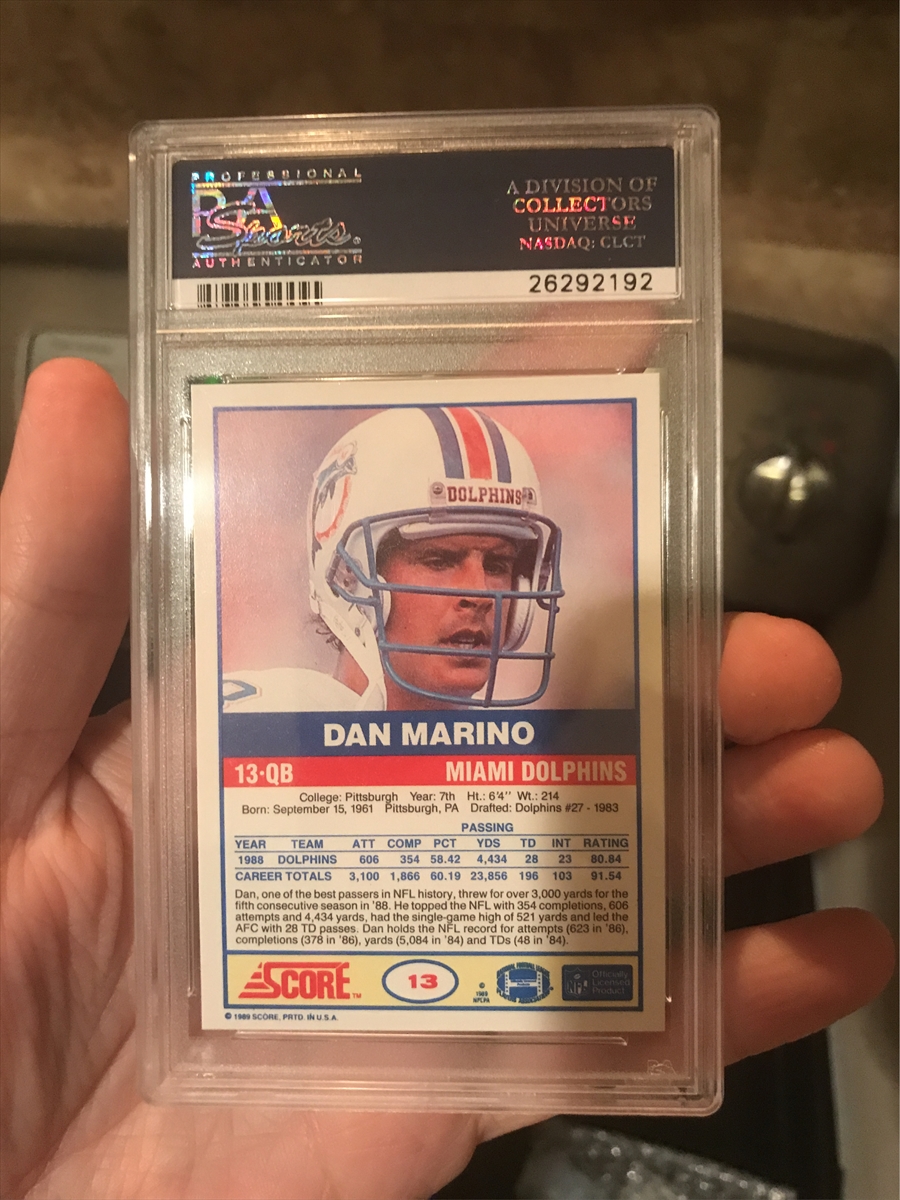 PROFESSIONAL
PSA
Sports.
AUTHENTICATOR
A DIVISION OF
COLLECTORS
UNIVERSE
NASDAQ: CLCT
26292192
DOLPHINS
DAN MARINO
13·QB MIAMI DOLPHINS
College: Pittsburgh Year: 7th Ht.: 6'4'' Wt.: 214
Born: September 15, 1961 Pittsburgh, PA Drafted: Dolphins #27 - 1983
PASSING
YEAR TEAM ATT COMP PCT YDS TD INT RATING
1988 DOLPHINS 606 354 58.42 4,434 28 23 80.84
CAREER TOTALS 3,100 1,866 60.19 23,856 196 103 91.54
Dan, one of the best passers in NFL history, threw for over 3,000 yards for the
fifth consecutive season in '88. He topped the NFL with 354 completions, 606
attempts and 4,434 yards, had the single-game high of 521 yards and led the
AFC with 28 TD passes. Dan holds the NFL record for attempts (623 in '86),
completions (378 in '86), yards (5,084 in '84) and TDs (48 in '84).
SCORE™
13
© 1989 NFLPA
NFL
Officially
Licensed
Product
© 1989 SCORE, PRTD. IN U.S.A.